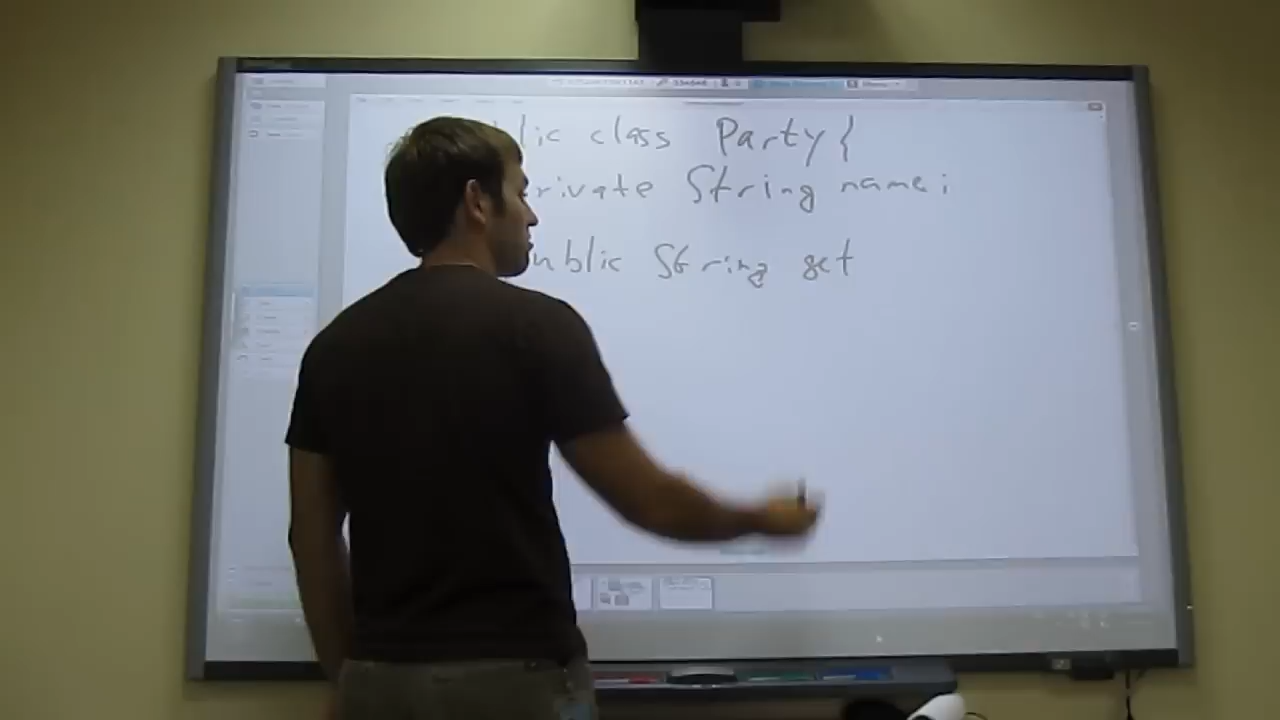 lic class Party{
rivate String name;
ublic String get